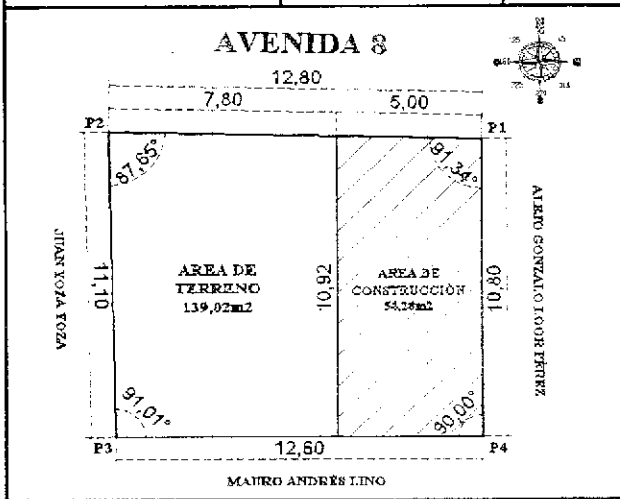 AVENIDA 8
12,80
7,80
5,00
P2
P1
87,65°
91,34°
JUAN YOZA YOZA
11,10
AREA DE
TERRENO
139,02m2
10,92
AREA DE
CONSTRUCCIÓN
m2
10,80
ALEJO GONZALO LOOR PÉREZ
91,01°
90,00°
P3
12,60
P4
MAURO ANDRÉS LINO